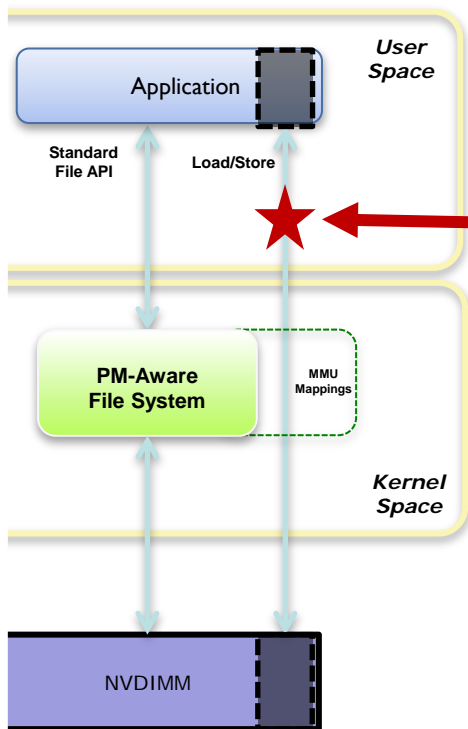 User
Space
Application
Standard
File API
Load/Store
PM-Aware
File System
MMU
Mappings
Kernel
Space
NVDIMM